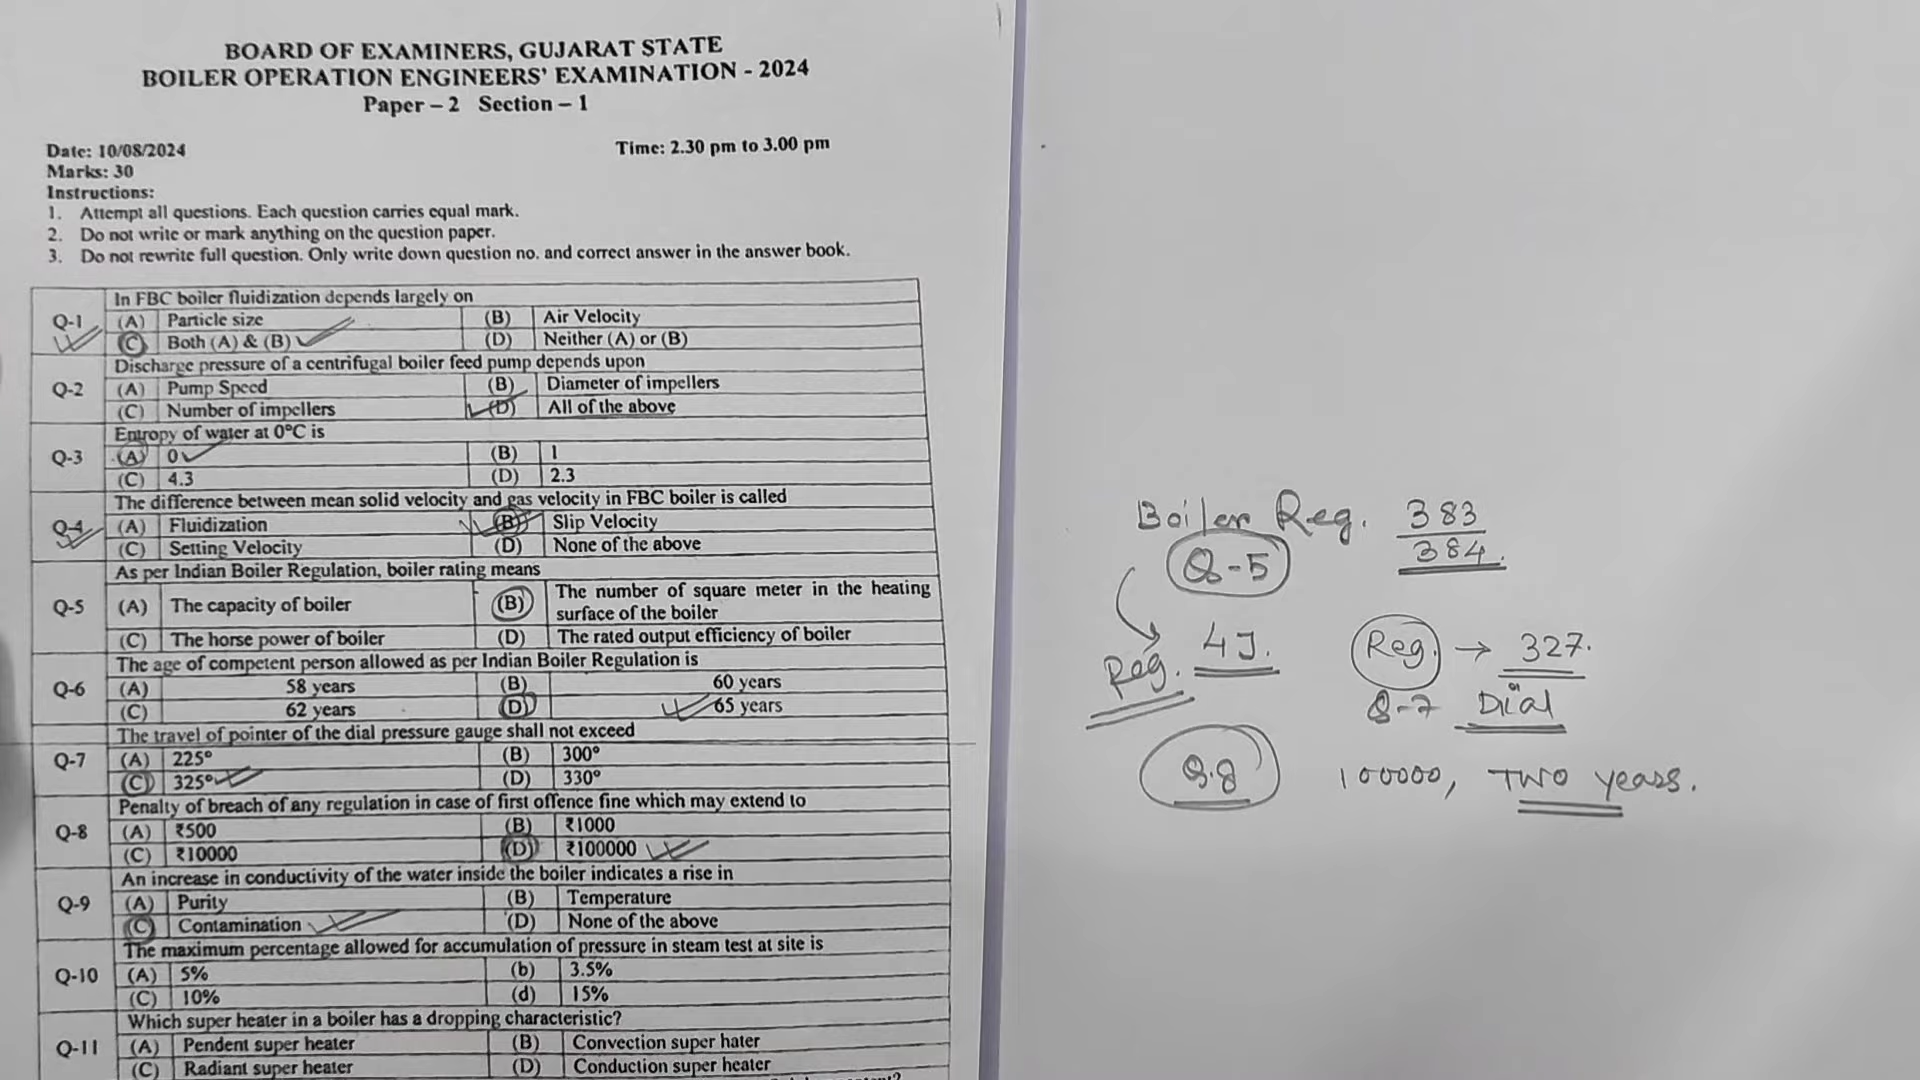 BOARD OF EXAMINERS, GUJARAT STATE
BOILER OPERATION ENGINEERS' EXAMINATION - 2024
Paper – 2 Section – 1
Date: 10/08/2024 Time: 2.30 pm to 3.00 pm
Marks: 30
Instructions:
1. Attempt all questions. Each question carries equal mark.
2. Do not write or mark anything on the question paper.
3. Do not rewrite full question. Only write down question no. and correct answer in the answer book.
Q-1 In FBC boiler fluidization depends largely on
(A) Particle size (B) Air Velocity
(C) Both (A) & (B) (D) Neither (A) or (B)
Q-2 Discharge pressure of a centrifugal boiler feed pump depends upon
(A) Pump Speed (B) Diameter of impellers
(C) Number of impellers (D) All of the above
Q-3 Entropy of water at 0°C is
(A) 0 (B) 1
(C) 4.3 (D) 2.3
Q-4 The difference between mean solid velocity and gas velocity in FBC boiler is called
(A) Fluidization (B) Slip Velocity
(C) Setting Velocity (D) None of the above
Q-5 As per Indian Boiler Regulation, boiler rating means
(A) The capacity of boiler (B) The number of square meter in the heating
surface of the boiler
(C) The horse power of boiler (D) The rated output efficiency of boiler
Q-6 The age of competent person allowed as per Indian Boiler Regulation is
(A) 58 years (B) 60 years
(C) 62 years (D) 65 years
Q-7 The travel of pointer of the dial pressure gauge shall not exceed
(A) 225° (B) 300°
(C) 325° (D) 330°
Q-8 Penalty of breach of any regulation in case of first offence fine which may extend to
(A) ₹500 (B) ₹1000
(C) ₹10000 (D) ₹100000
Q-9 An increase in conductivity of the water inside the boiler indicates a rise in
(A) Purity (B) Temperature
(C) Contamination (D) None of the above
Q-10 The maximum percentage allowed for accumulation of pressure in steam test at site is
(A) 5% (b) 3.5%
(C) 10% (d) 15%
Q-11 Which super heater in a boiler has a dropping characteristic?
(A) Pendent super heater (B) Convection super hater
(C) Radiant super heater (D) Conduction super heater
Boiler Reg. 383
384.
Q-5
Reg. 4J. Reg. → 327.
Q-7 Dial
Q.8 100000, TWO years.